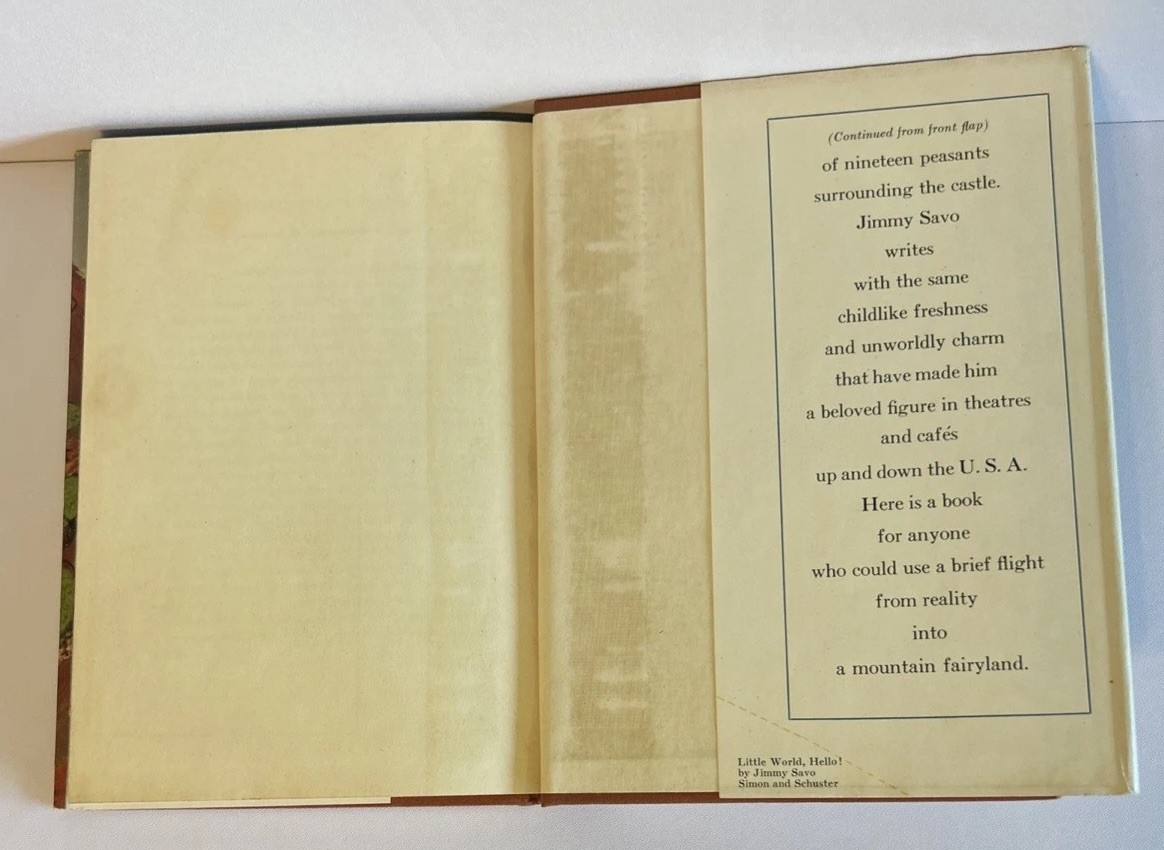 (Continued from front flap)
of nineteen peasants
surrounding the castle.
Jimmy Savo
writes
with the same
childlike freshness
and unworldly charm
that have made him
a beloved figure in theatres
and cafés
up and down the U. S. A.
Here is a book
for anyone
who could use a brief flight
from reality
into
a mountain fairyland.
Little World, Hello!
by Jimmy Savo
Simon and Schuster